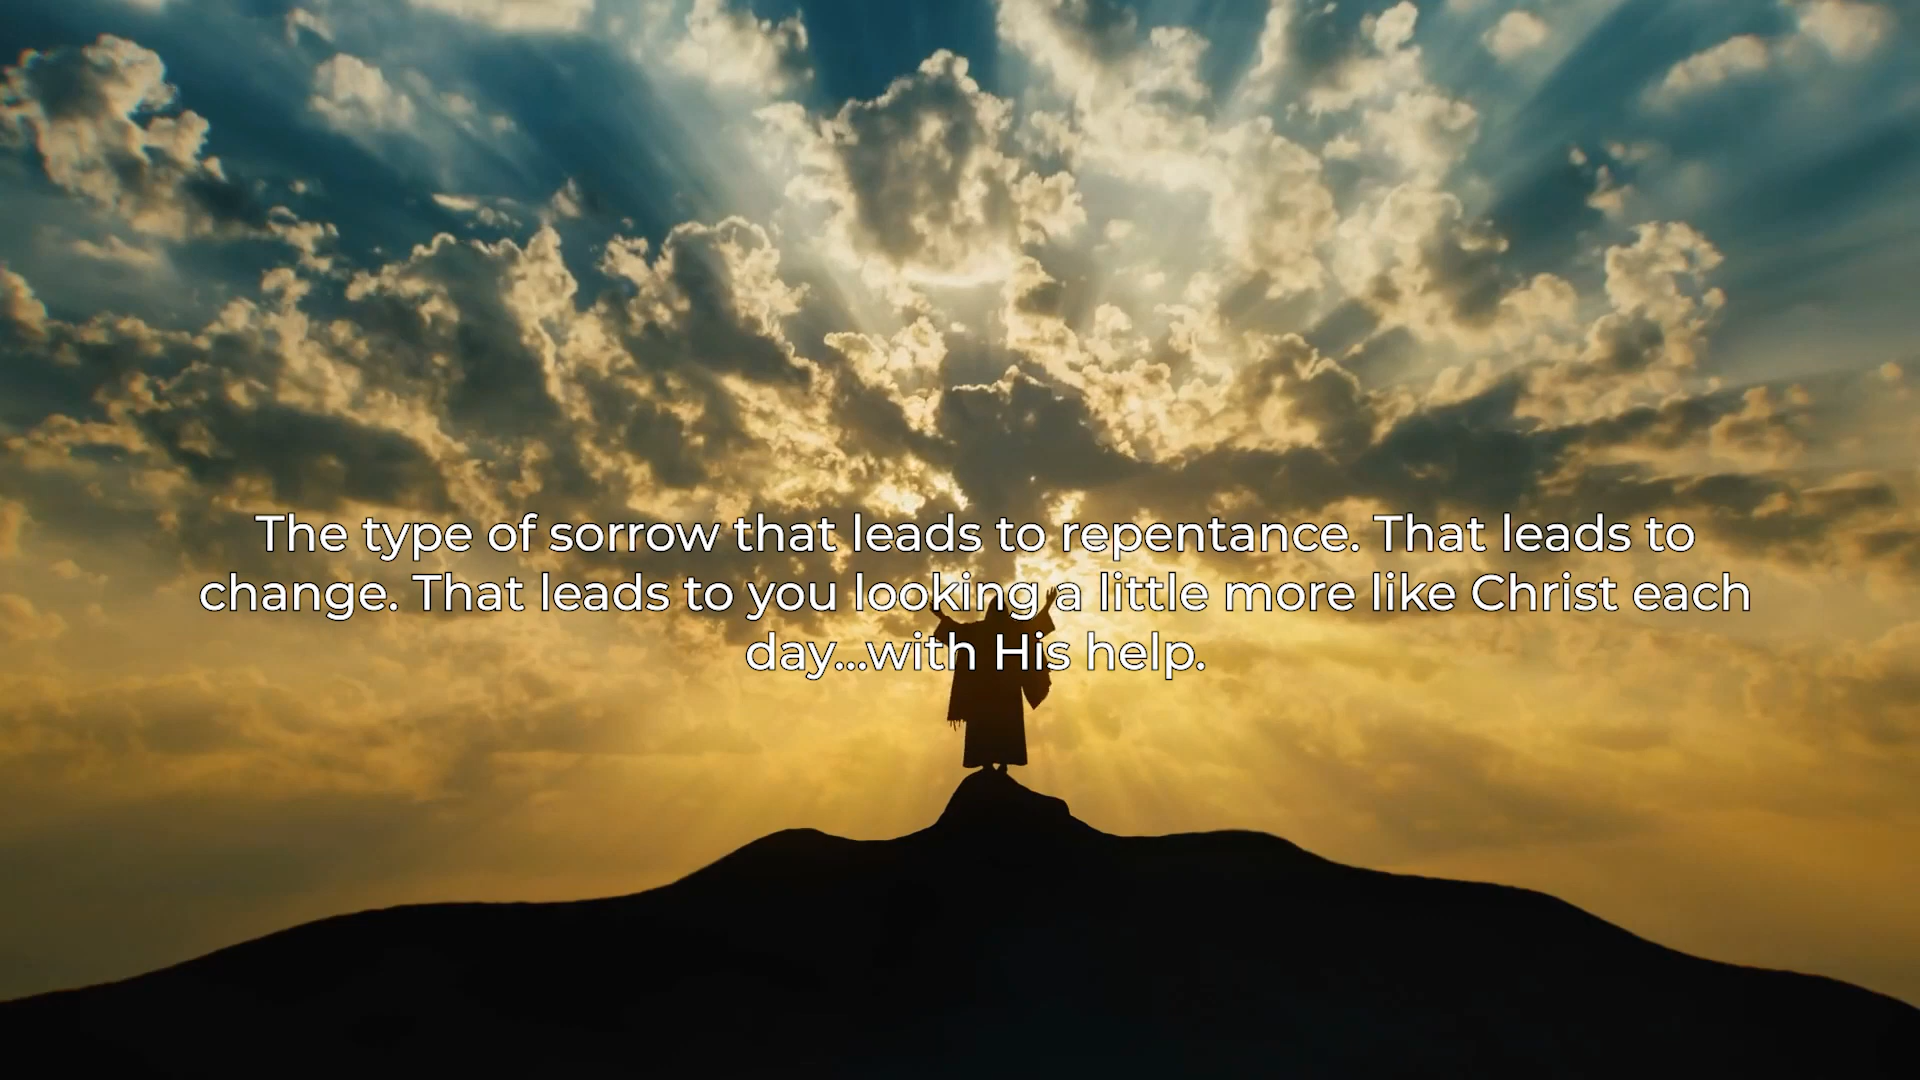 The type of sorrow that leads to repentance. That leads to
change. That leads to you looking a little more like Christ each
day...with His help.